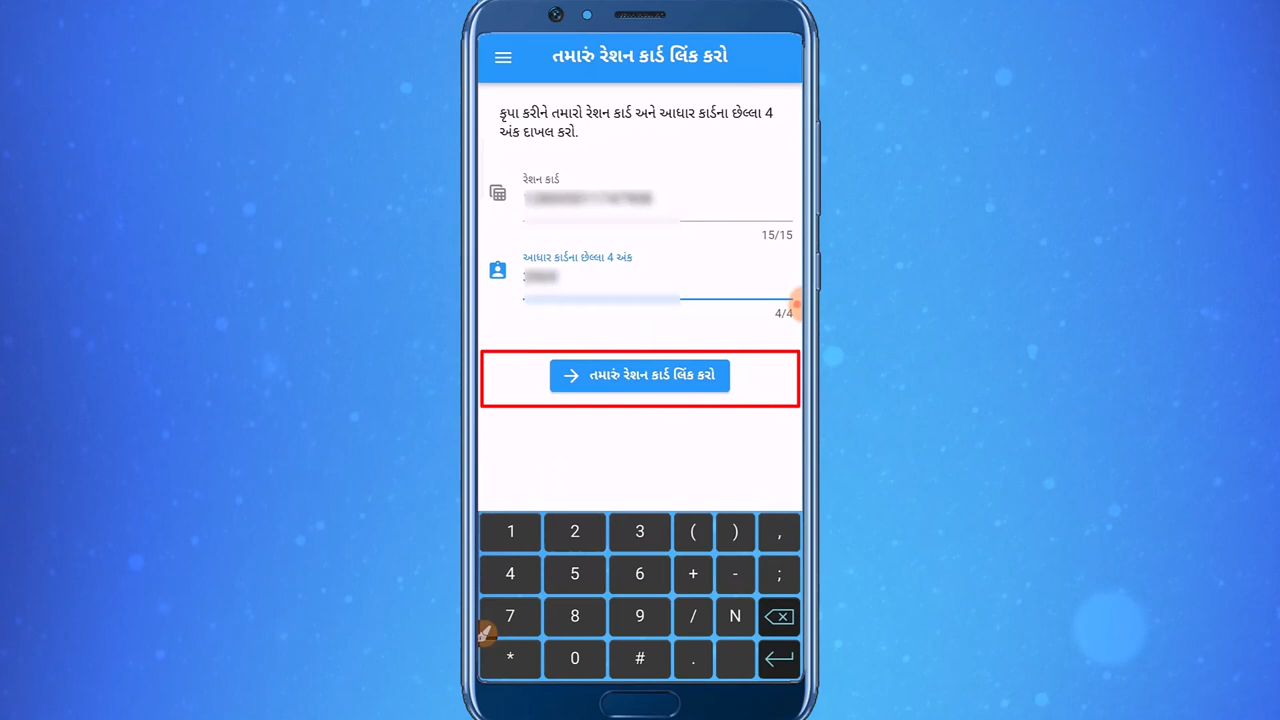 તમારું રેશન કાર્ડ લિંક કરો
કૃપા કરીને તમારો રેશન કાર્ડ અને આધાર કાર્ડના છેલ્લા 4
અંક દાખલ કરો.
રેશન કાર્ડ
15/15
આધાર કાર્ડના છેલ્લા 4 અંક
4/4
તમારું રેશન કાર્ડ લિંક કરો
1 2 3 ( ) ,
4 5 6 + - ;
7 8 9 / N
* 0 # .